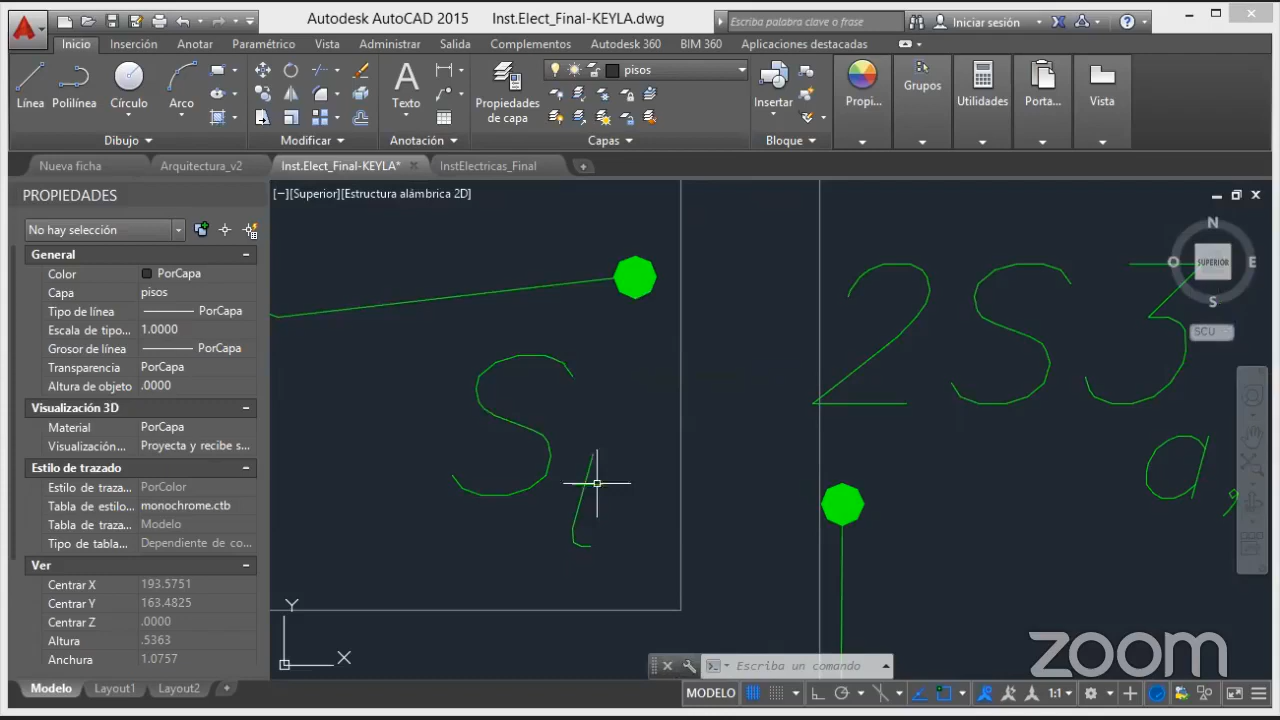 Autodesk AutoCAD 2015 Inst.Elect_Final-KEYLA.dwg
Escriba palabra clave o frase
Iniciar sesión
Inicio Inserción Anotar Paramétrico Vista Administrar Salida Complementos Autodesk 360 BIM 360 Aplicaciones destacadas
pisos
Línea Polilínea Círculo Arco Texto Propiedades de capa Insertar Propi... Grupos Utilidades Porta... Vista
Dibujo Modificar Anotación Capas Bloque
Nueva ficha Arquitectura_v2 Inst.Elect_Final-KEYLA* InstElectricas_Final
PROPIEDADES
[−][Superior][Estructura alámbrica 2D]
No hay selección
General
Color PorCapa
Capa pisos
Tipo de línea PorCapa
Escala de tipo... 1.0000
Grosor de línea PorCapa
Transparencia PorCapa
Altura de objeto .0000
Visualización 3D
Material PorCapa
Visualización... Proyecta y recibe s...
Estilo de trazado
Estilo de traza... PorColor
Tabla de estilo... monochrome.ctb
Tabla de traza... Modelo
Tipo de tabla... Dependiente de co...
Ver
Centrar X 193.5751
Centrar Y 163.4825
Centrar Z .0000
Altura .5363
Anchura 1.0757
N
O SUPERIOR E
S
SCU
2S3
S
a,
Y
X
Escriba un comando
zoom
Modelo Layout1 Layout2 +
MODELO 1:1